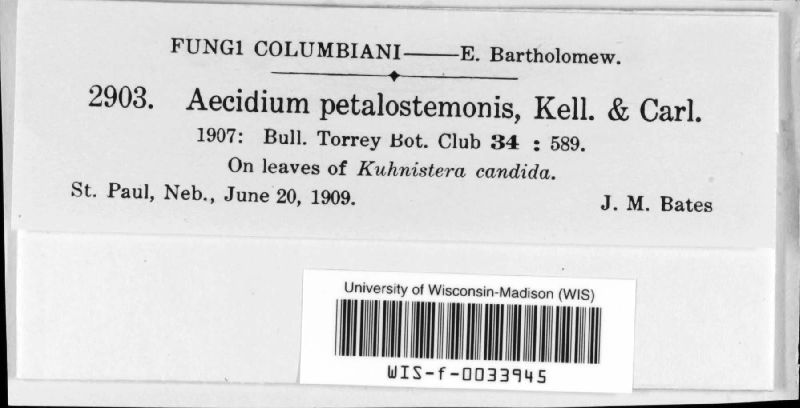 FUNG1 COLUMBIANI——E. Bartholomew.
2903. Aecidium petalostemonis, Kell. & Carl.
1907: Bull. Torrey Bot. Club 34 : 589.
On leaves of Kuhnistera candida.
St. Paul, Neb., June 20, 1909. J. M. Bates
University of Wisconsin-Madison (WIS)
WIS-f-0033945